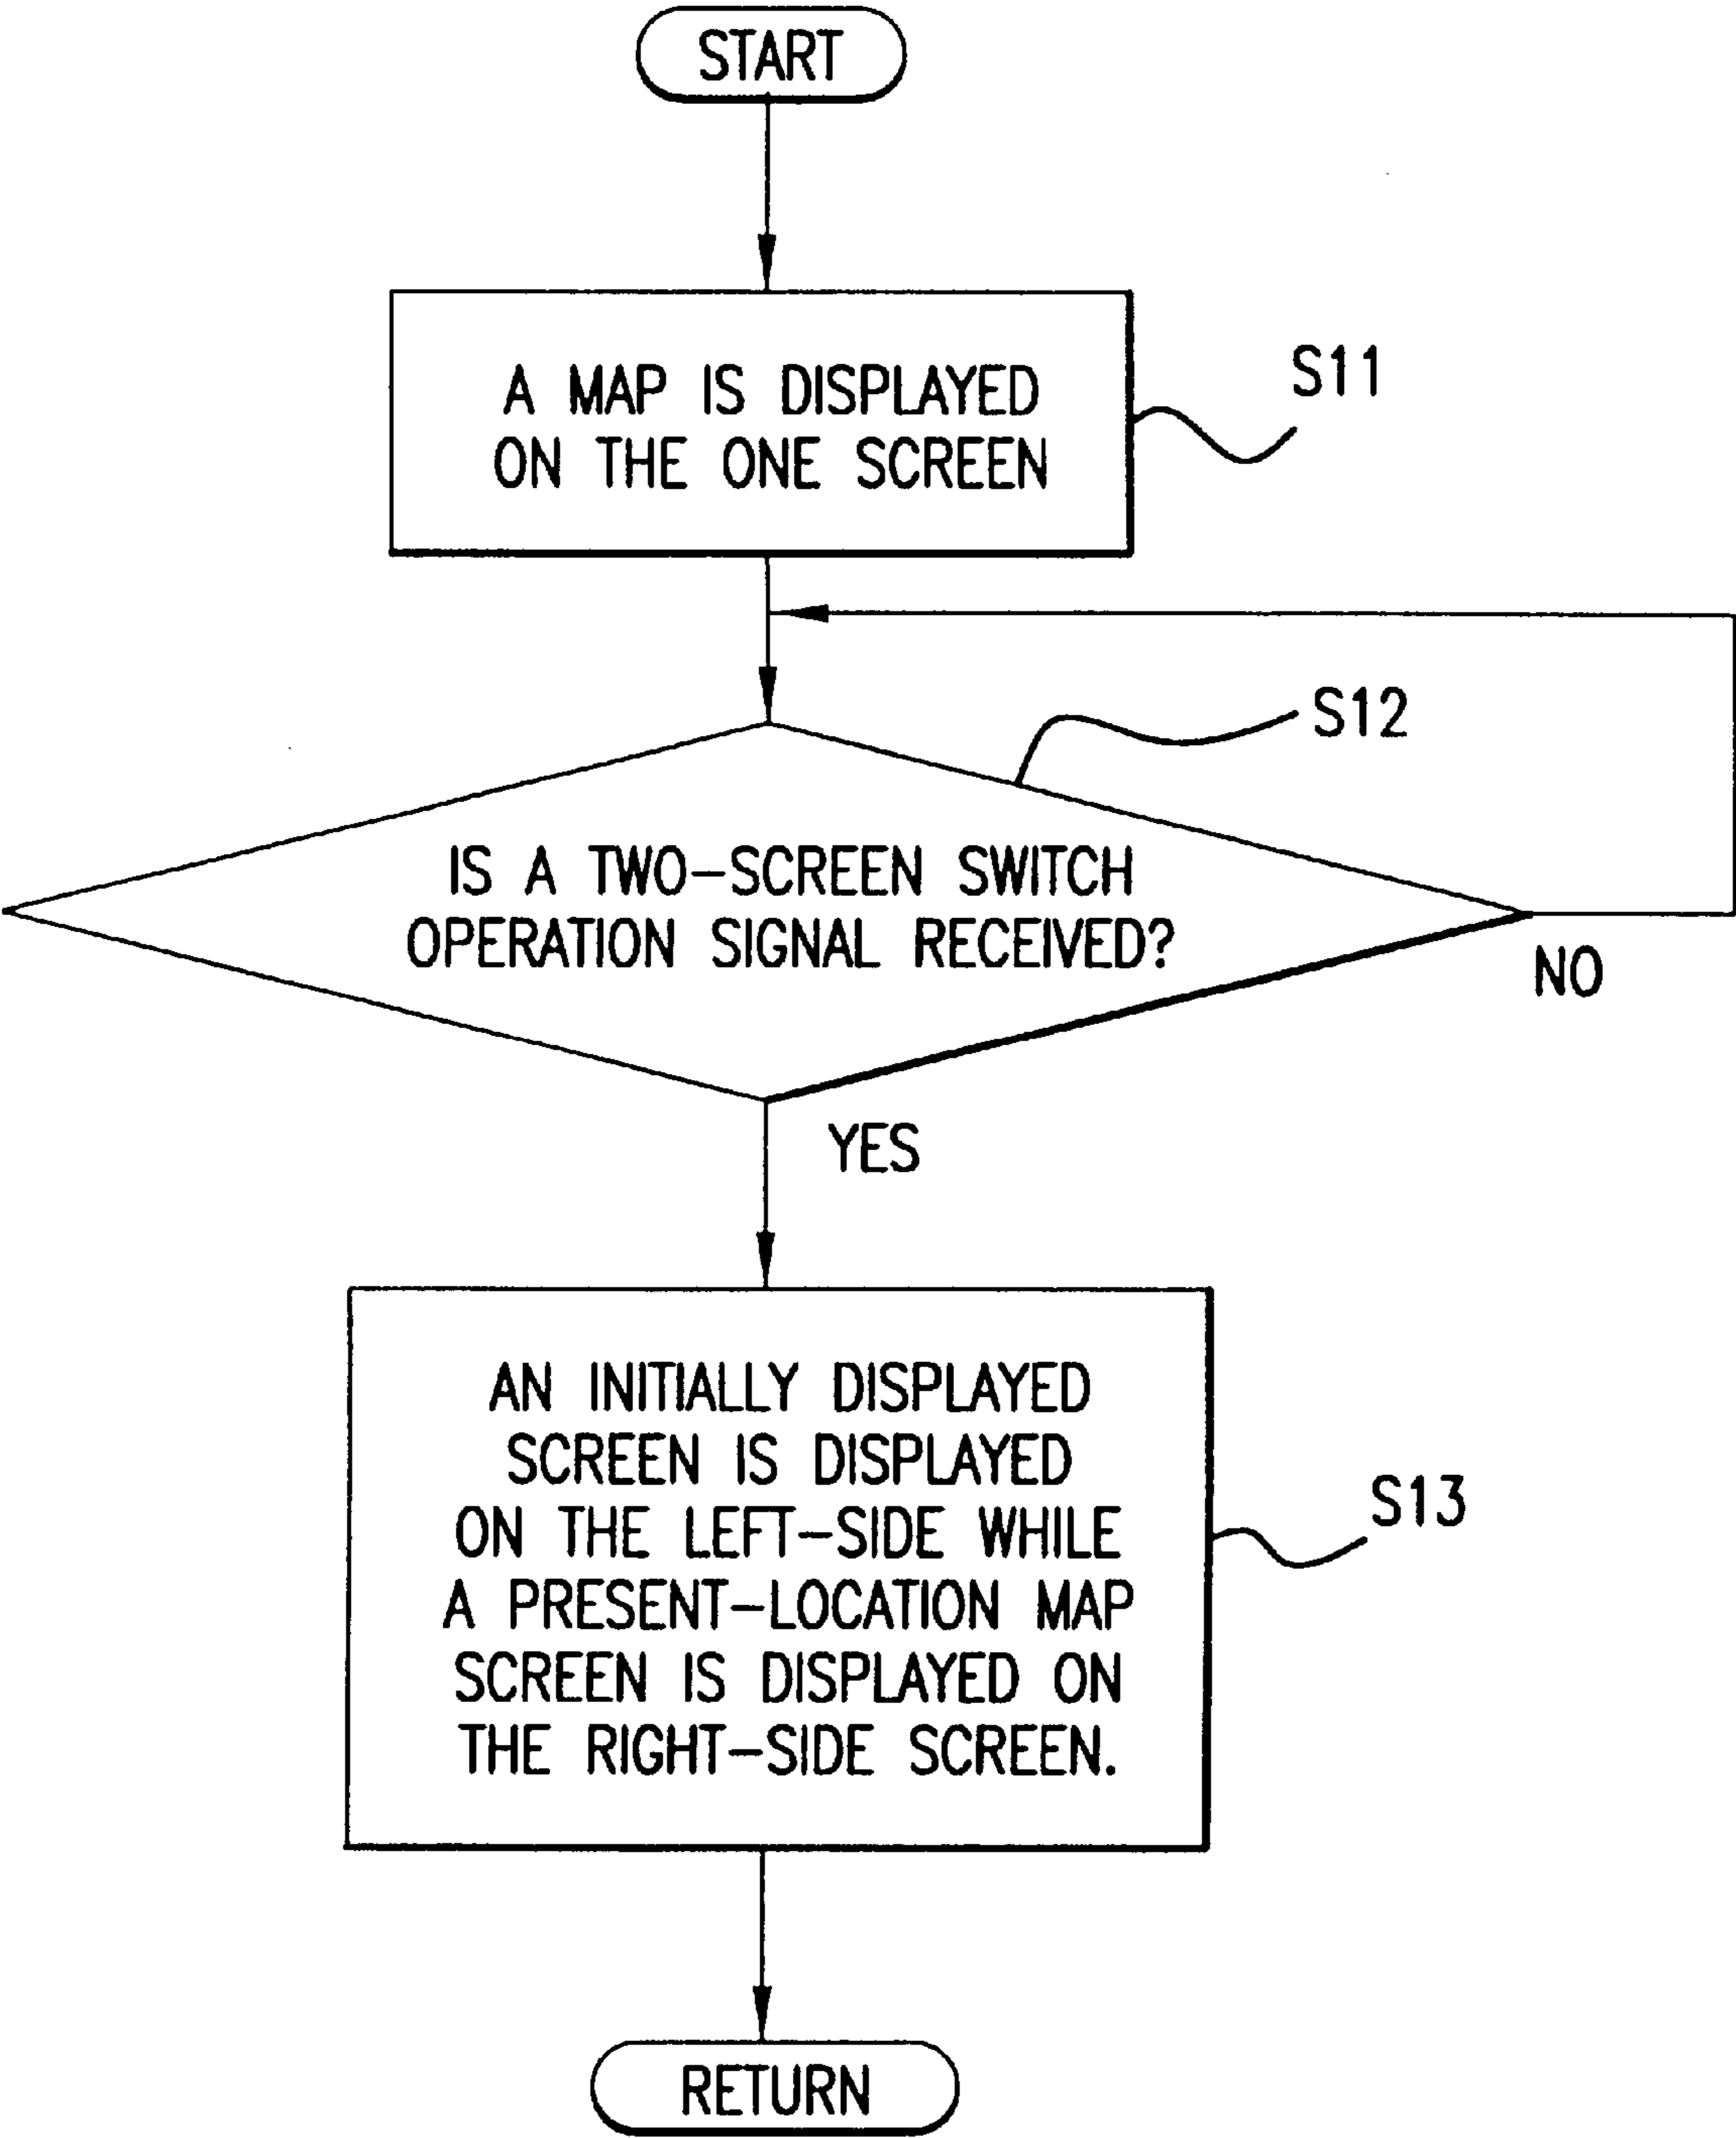 START
A MAP IS DISPLAYED
ON THE ONE SCREEN
S11
S12
IS A TWO-SCREEN SWITCH
OPERATION SIGNAL RECEIVED?
NO
YES
AN INITIALLY DISPLAYED
SCREEN IS DISPLAYED
ON THE LEFT-SIDE WHILE
A PRESENT-LOCATION MAP
SCREEN IS DISPLAYED ON
THE RIGHT-SIDE SCREEN.
S13
RETURN